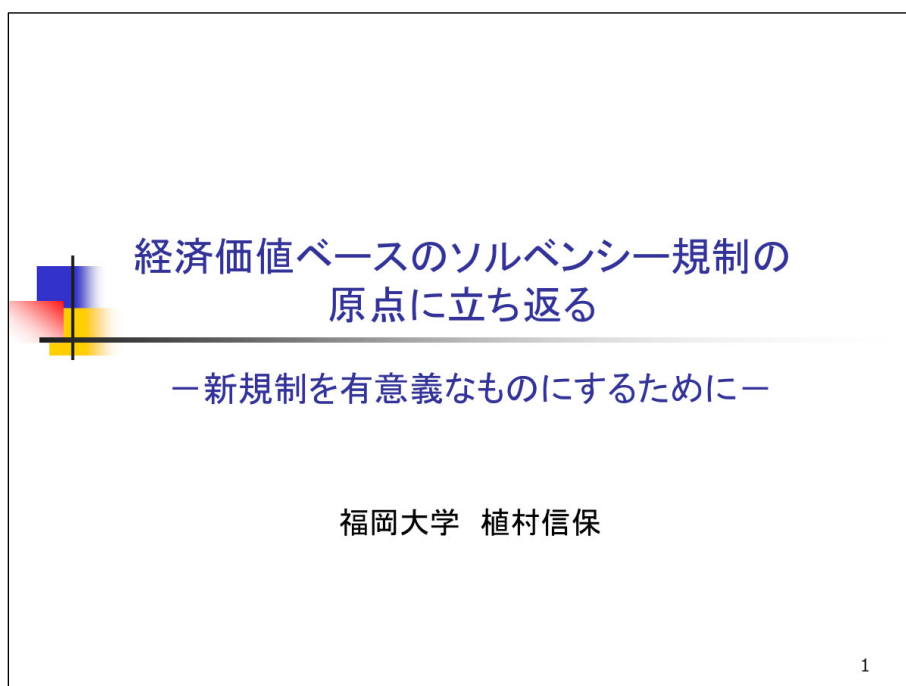 経済価値ベースのソルベンシー規制の
原点に立ち返る
－新規制を有意義なものにするために－
福岡大学　植村信保
1